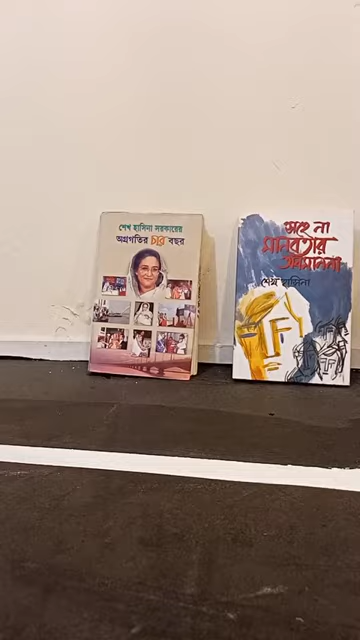 শেখ হাসিনা সরকারের
অগ্রগতির চার বছর
সহে না
মানবতার
অবমাননা
শেখ হাসিনা